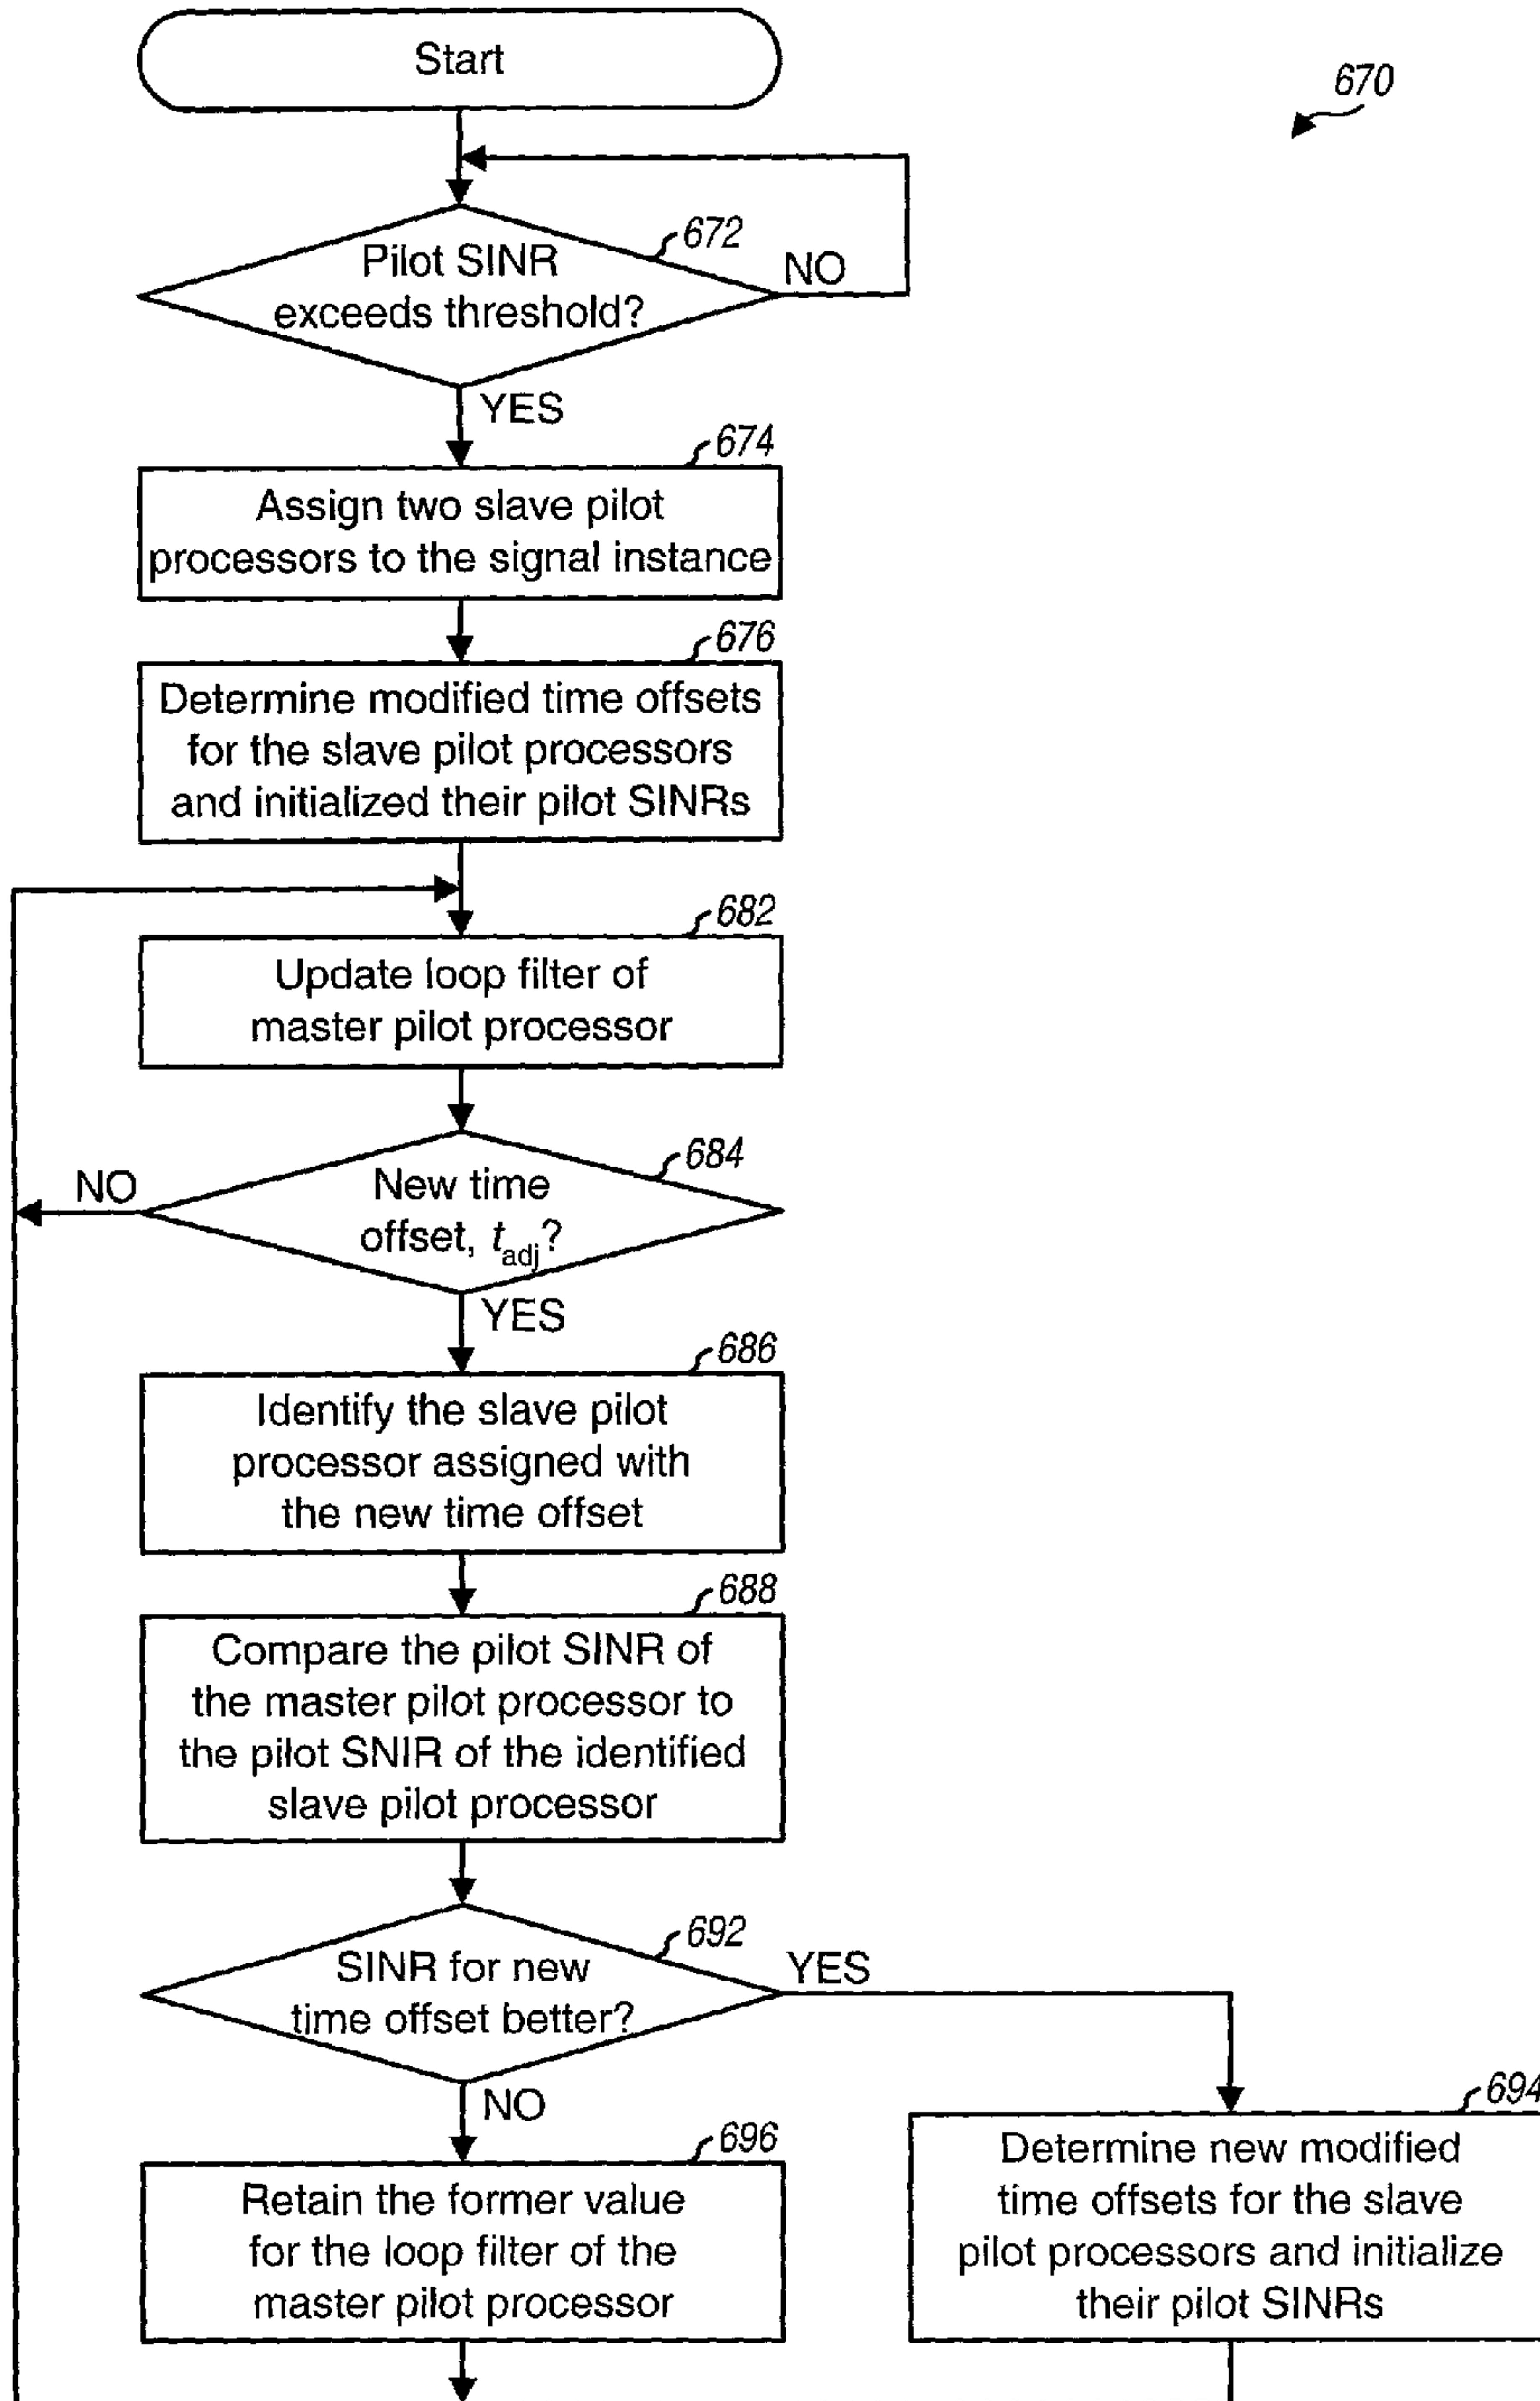 Start
670
672
Pilot SINR
exceeds threshold?
NO
YES
674
Assign two slave pilot
processors to the signal instance
676
Determine modified time offsets
for the slave pilot processors
and initialized their pilot SINRs
682
Update loop filter of
master pilot processor
684
NO
New time
offset, t_adj?
YES
686
Identify the slave pilot
processor assigned with
the new time offset
688
Compare the pilot SINR of
the master pilot processor to
the pilot SNIR of the identified
slave pilot processor
692
SINR for new
time offset better?
YES
NO
694
696
Retain the former value
for the loop filter of the
master pilot processor
Determine new modified
time offsets for the slave
pilot processors and initialize
their pilot SINRs